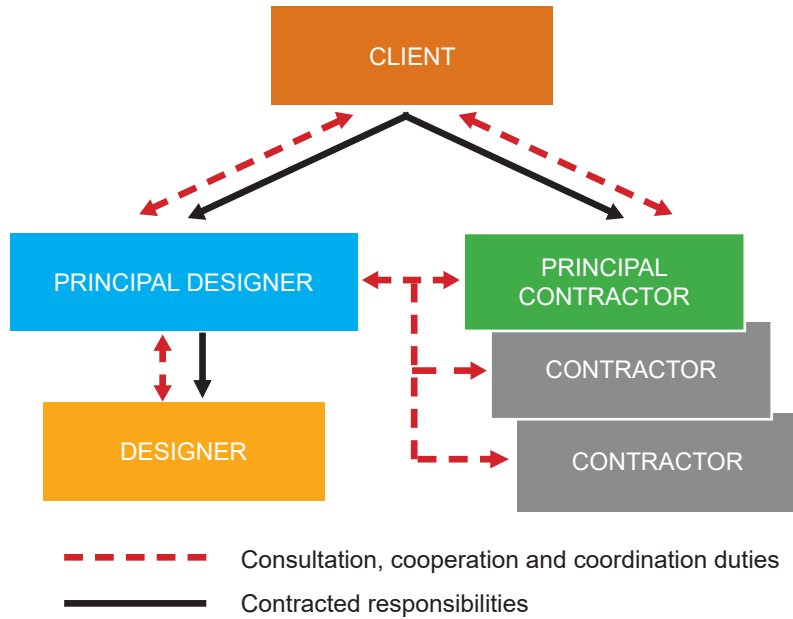 CLIENT
PRINCIPAL DESIGNER
PRINCIPAL
CONTRACTOR
CONTRACTOR
DESIGNER
CONTRACTOR
Consultation, cooperation and coordination duties
Contracted responsibilities